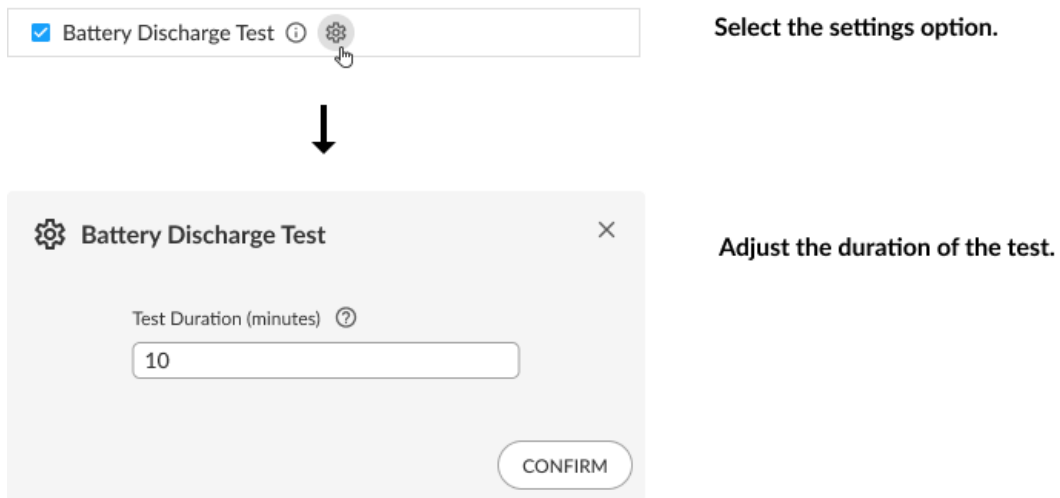 Battery Discharge Test
Select the settings option.
Battery Discharge Test
Adjust the duration of the test.
Test Duration (minutes)
10
CONFIRM